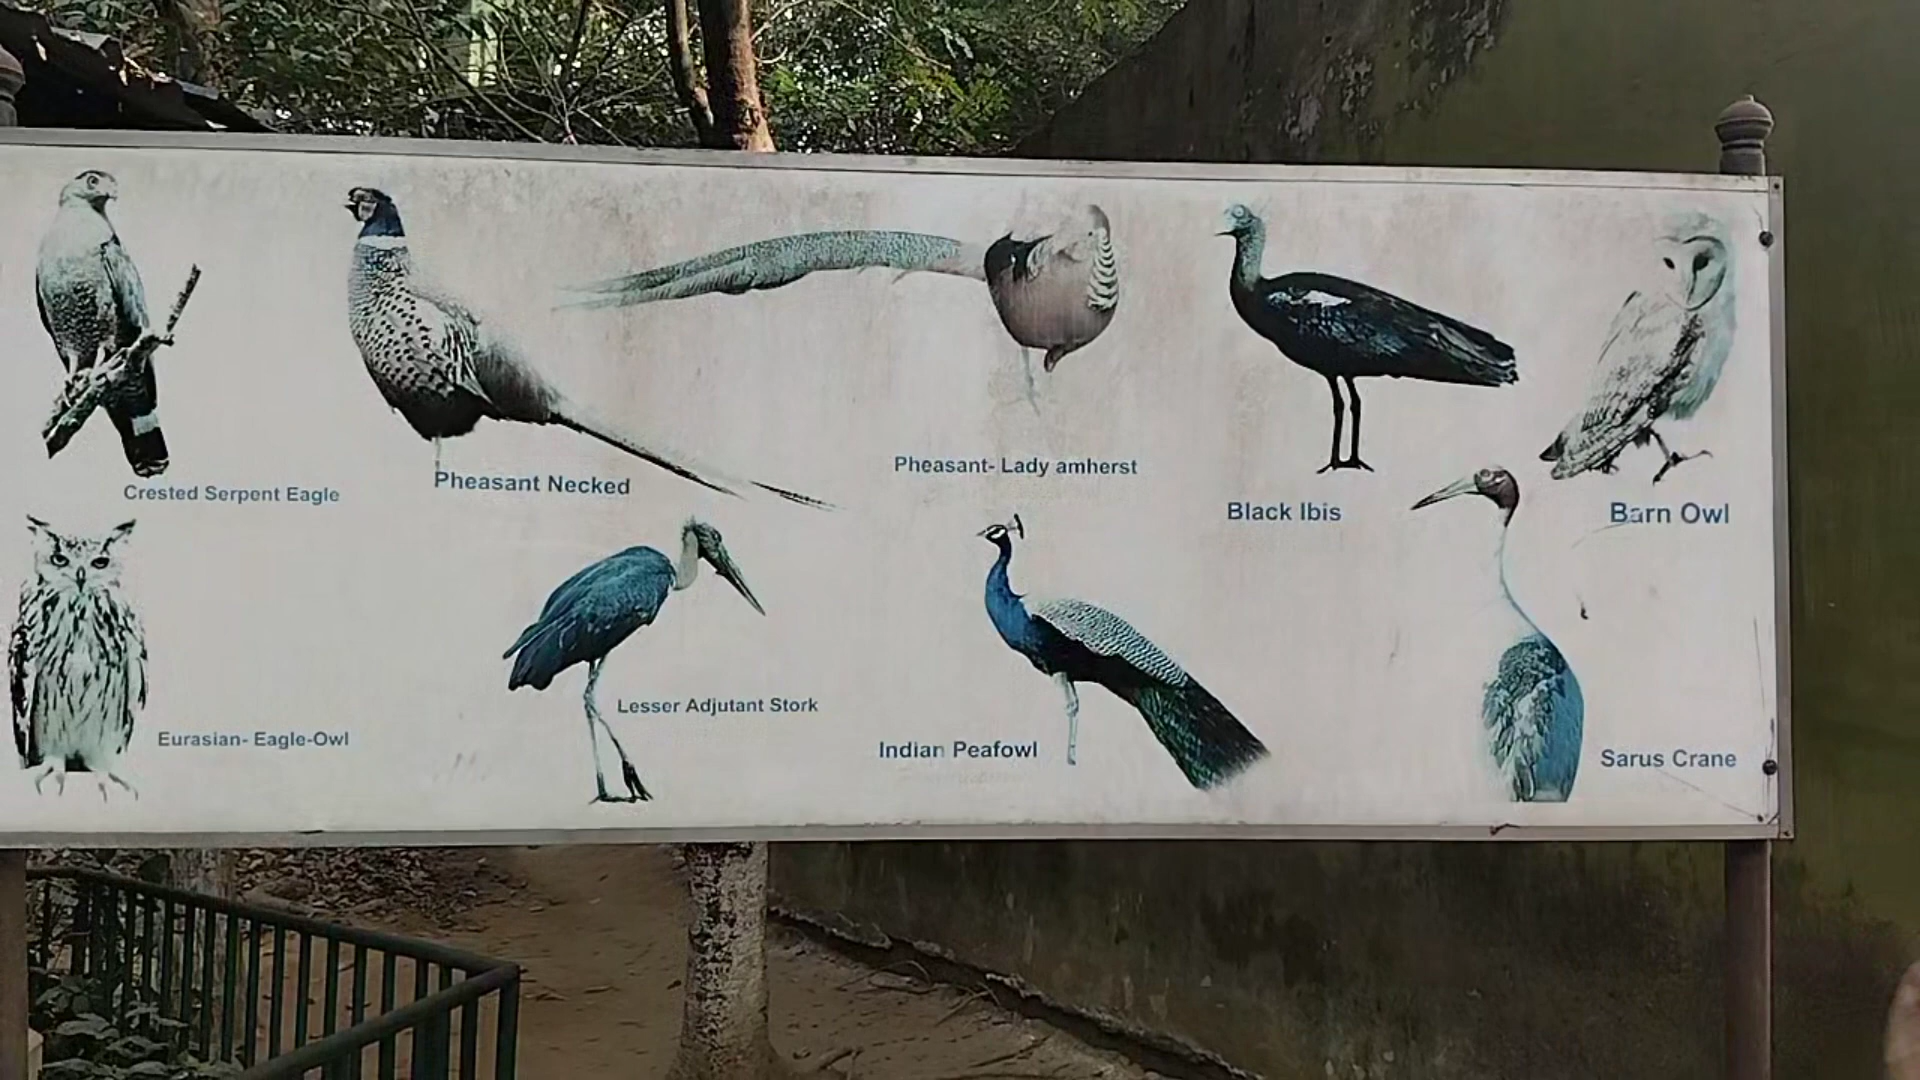 Crested Serpent Eagle
Pheasant Necked
Pheasant- Lady amherst
Black Ibis
Barn Owl
Eurasian- Eagle-Owl
Lesser Adjutant Stork
Indian Peafowl
Sarus Crane